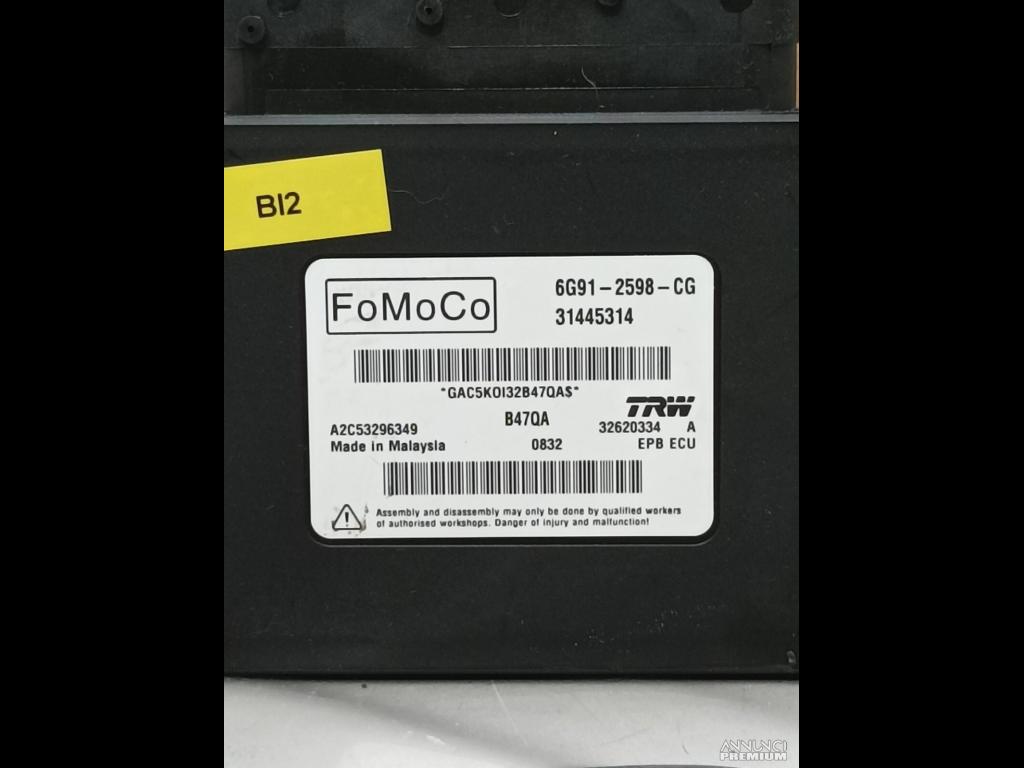 BI2
FoMoCo
6G91-2598-CG
31445314
*GAC5KOI32B47QA$*
TRW
B47QA
A2C53296349
32620334 A
Made in Malaysia
0832
EPB ECU
Assembly and disassembly may only be done by qualified workers
of authorised workshops. Danger of injury and malfunction!
ANNUNCI
PREMIUM